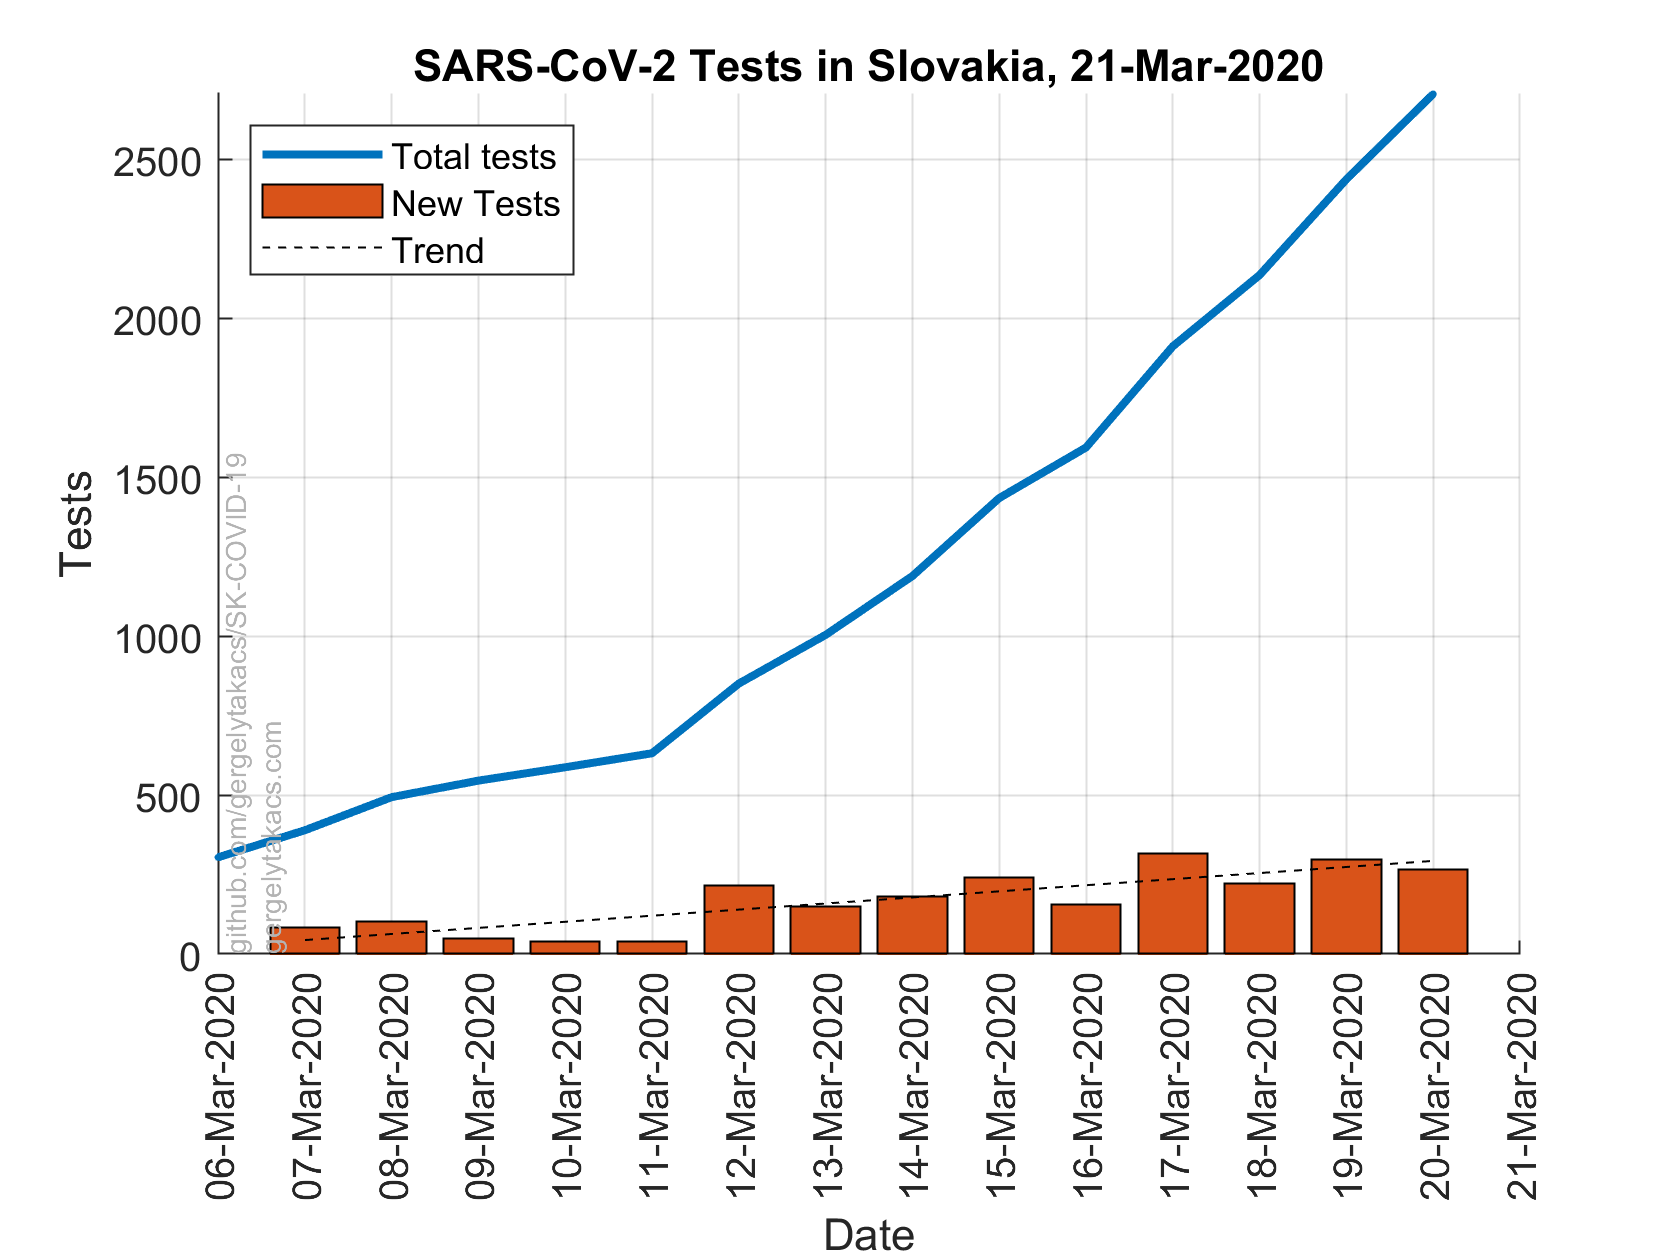 SARS-CoV-2 Tests in Slovakia, 21-Mar-2020
Total tests
New Tests
Trend
2500
2000
1500
1000
500
0
Tests
github.com/gergelytakacs/SK-COVID-19
gergelytakacs.com
06-Mar-2020
07-Mar-2020
08-Mar-2020
09-Mar-2020
10-Mar-2020
11-Mar-2020
12-Mar-2020
13-Mar-2020
14-Mar-2020
15-Mar-2020
16-Mar-2020
17-Mar-2020
18-Mar-2020
19-Mar-2020
20-Mar-2020
21-Mar-2020
Date